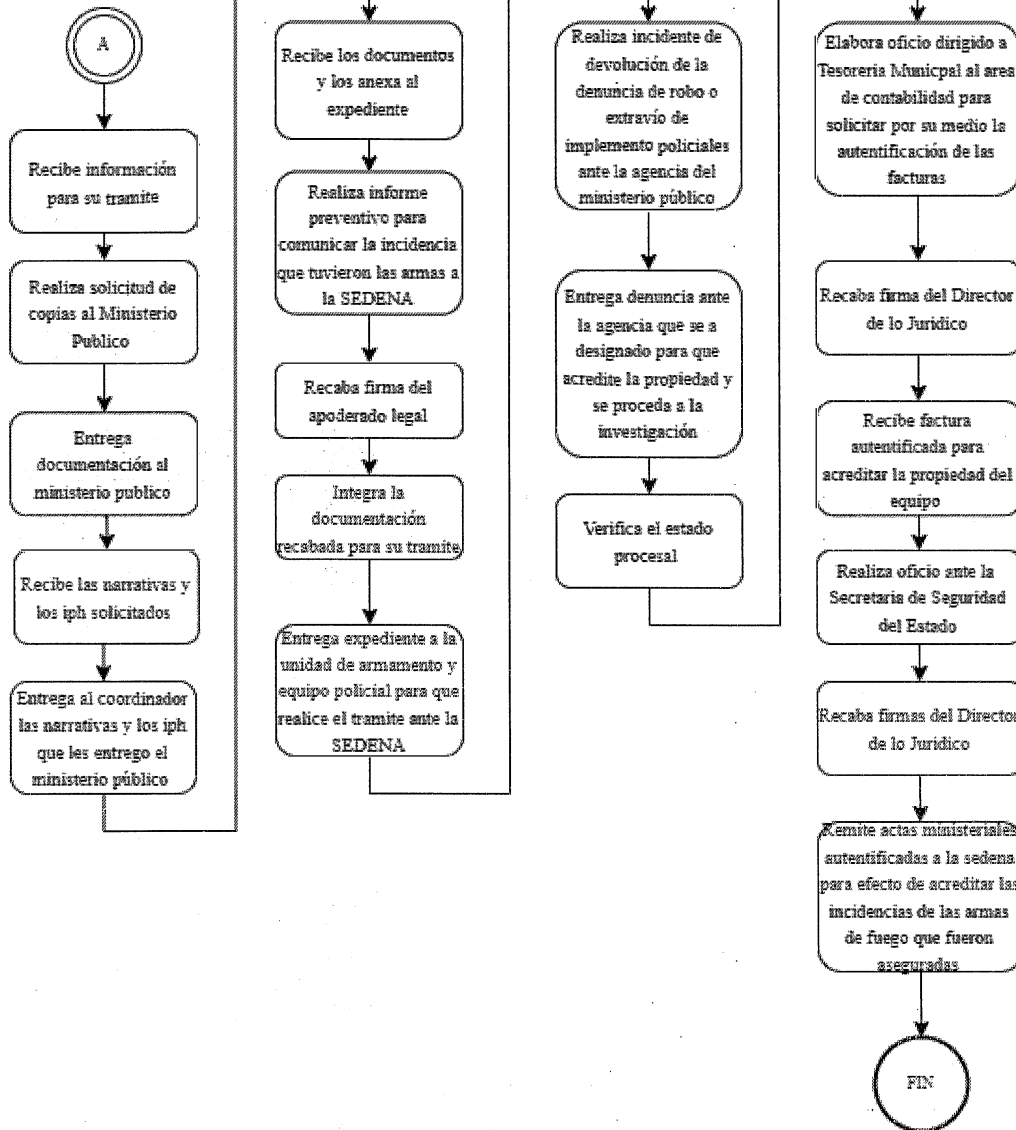 A
Recibe información
para su tramite
Realiza solicitud de
copias al Ministerio
Publico
Entrega
documentación al
ministerio publico
Recibe las narrativas y
los iph solicitados
Entrega al coordinador
las narrativas y los iph
que les entrego el
ministerio público
Recibe los documentos
y los anexa al
expediente
Realiza informe
preventivo para
comunicar la incidencia
que tuvieron las armas a
la SEDENA
Recaba firma del
apoderado legal
Integra la
documentación
recabada para su tramite
Entrega expediente a la
unidad de armamento y
equipo policial para que
realice el tramite ante la
SEDENA
Realiza incidente de
devolución de la
denuncia de robo o
extravío de
implemento policiales
ante la agencia del
ministerio público
Entrega denuncia ante
la agencia que se a
designado para que
acredite la propiedad y
se proceda a la
investigación
Verifica el estado
procesal
Elabora oficio dirigido a
Tesoreria Municpal al area
de contabilidad para
solicitar por su medio la
autentificación de las
facturas
Recaba firma del Director
de lo Juridico
Recibe factura
autentificada para
acreditar la propiedad del
equipo
Realiza oficio ante la
Secretaria de Seguridad
del Estado
Recaba firmas del Director
de lo Juridico
Remite actas ministeriales
autentificadas a la sedena
para efecto de acreditar las
incidencias de las armas
de fuego que fueron
aseguradas
FIN